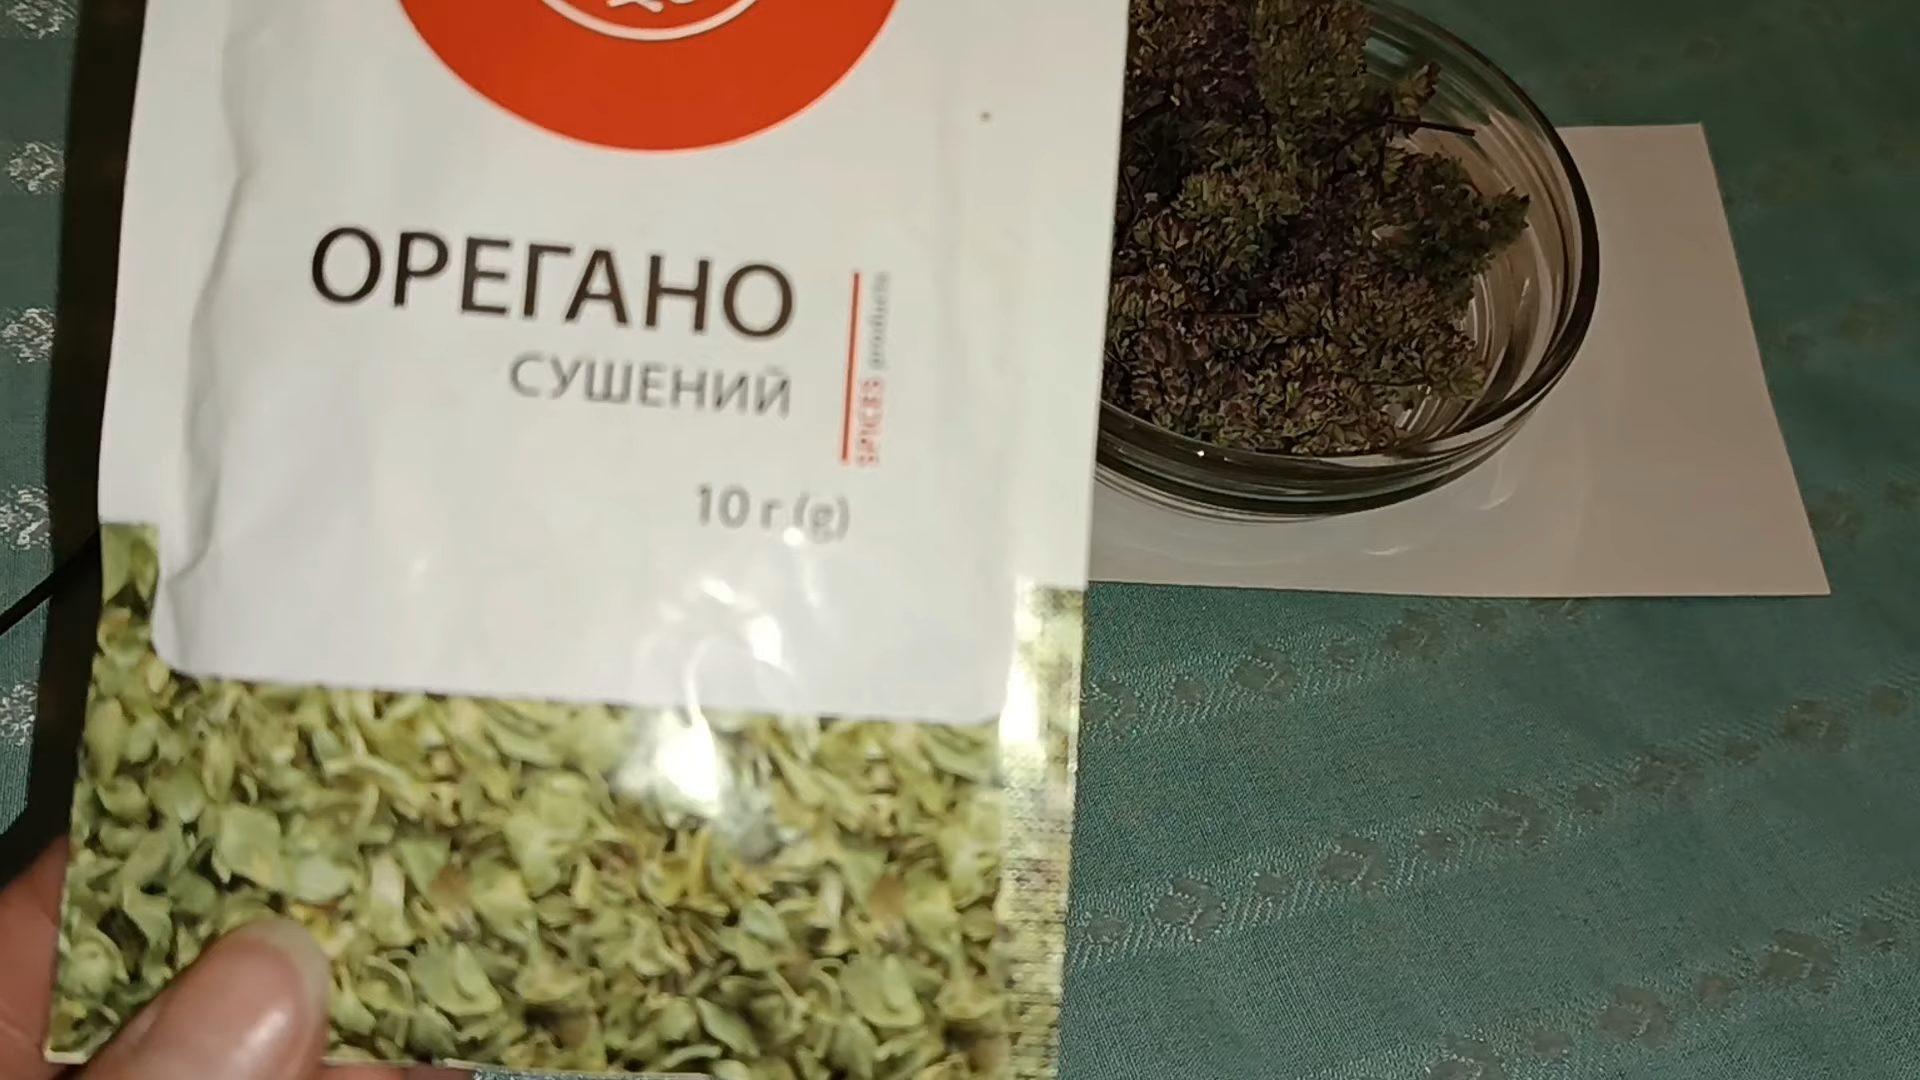 ОРЕГАНО
СУШЕНИЙ
SPICES products
10 г (g)